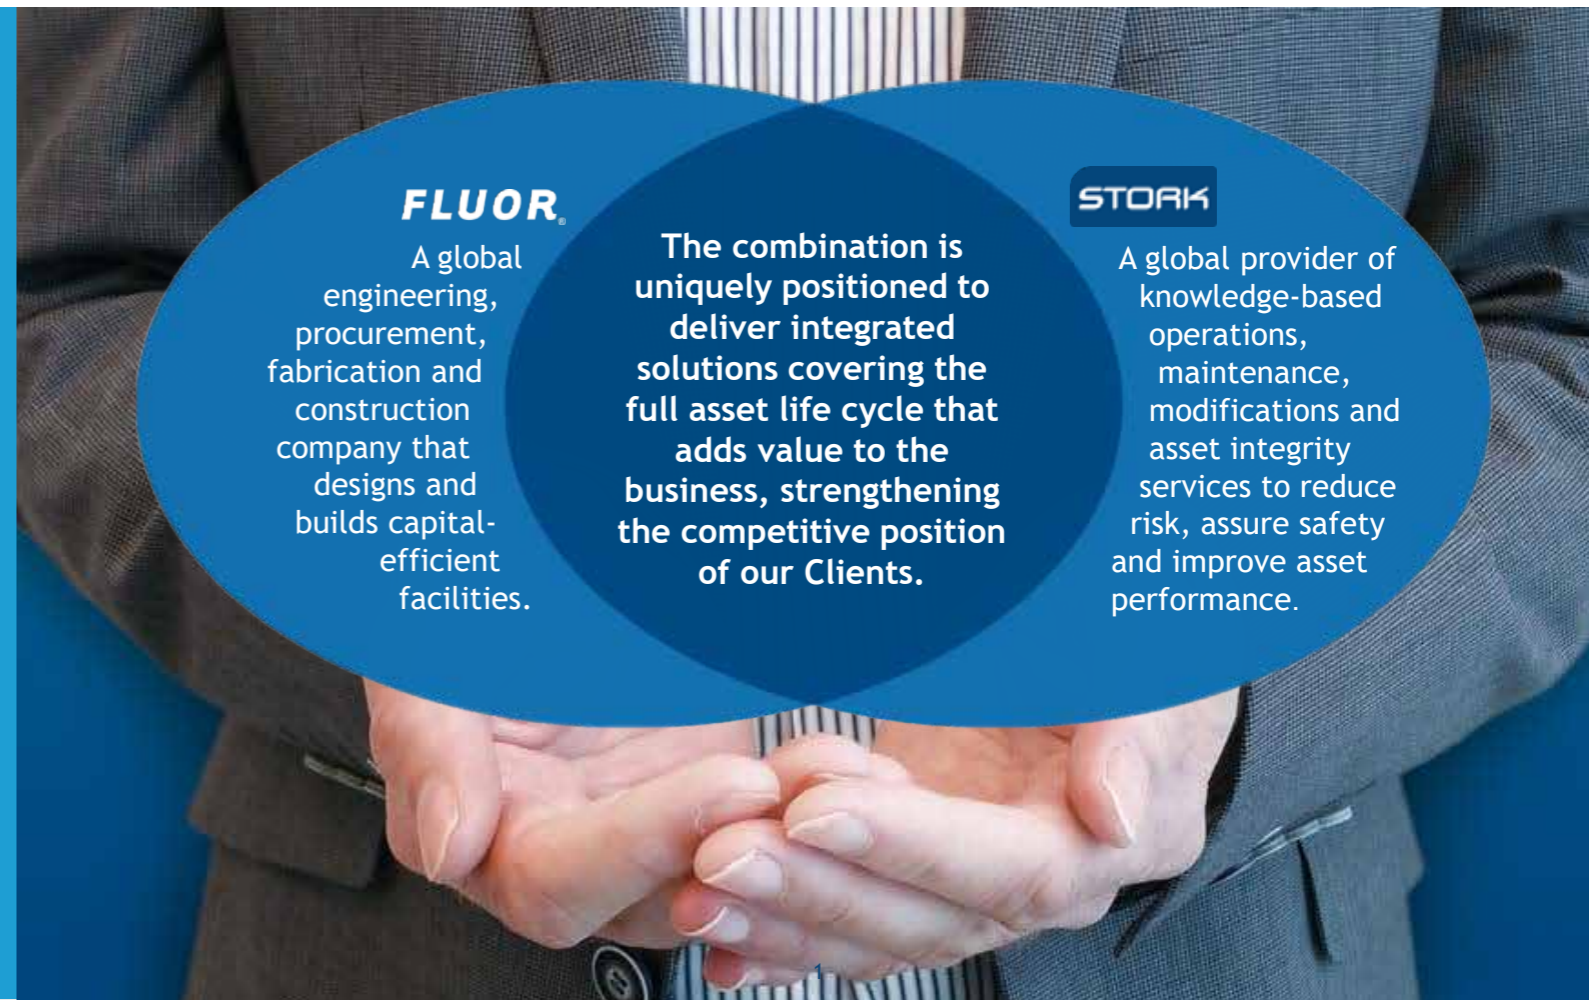 FLUOR®
A global
engineering,
procurement,
fabrication and
construction
company that
designs and
builds capital-
efficient
facilities.
The combination is
uniquely positioned to
deliver integrated
solutions covering the
full asset life cycle that
adds value to the
business, strengthening
the competitive position
of our Clients.
STORK
A global provider of
knowledge-based
operations,
maintenance,
modifications and
asset integrity
services to reduce
risk, assure safety
and improve asset
performance.
1